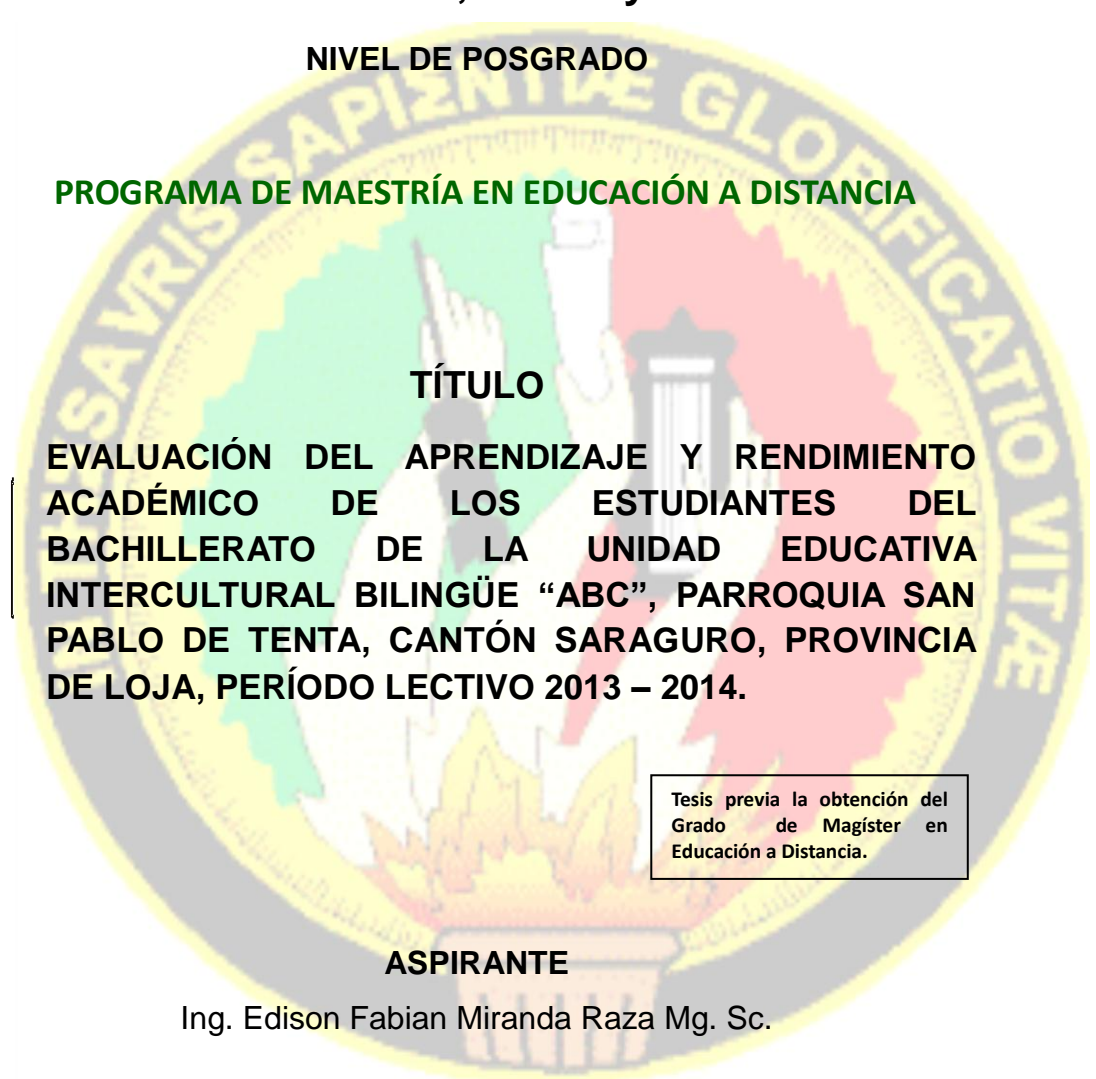 NIVEL DE POSGRADO
PROGRAMA DE MAESTRÍA EN EDUCACIÓN A DISTANCIA
TÍTULO
EVALUACIÓN DEL APRENDIZAJE Y RENDIMIENTO
ACADÉMICO DE LOS ESTUDIANTES DEL
BACHILLERATO DE LA UNIDAD EDUCATIVA
INTERCULTURAL BILINGÜE “ABC”, PARROQUIA SAN
PABLO DE TENTA, CANTÓN SARAGURO, PROVINCIA
DE LOJA, PERÍODO LECTIVO 2013 – 2014.
Tesis previa la obtención del
Grado de Magíster en
Educación a Distancia.
ASPIRANTE
Ing. Edison Fabian Miranda Raza Mg. Sc.
SAPIENTIÆ GLORIFICATIO VITÆ